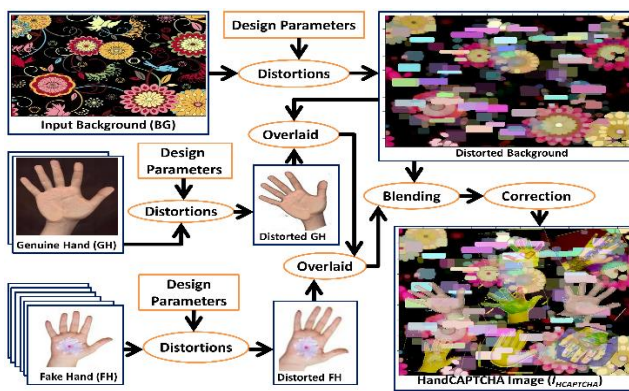 Design Parameters
Distortions
Input Background (BG)
Overlaid
Distorted Background
Design
Parameters
Distortions
Genuine Hand (GH)
Distorted GH
Blending
Correction
Overlaid
Design
Parameters
Distortions
Fake Hand (FH)
Distorted FH
HandCAPTCHA Image (I_HCAPTCHA)